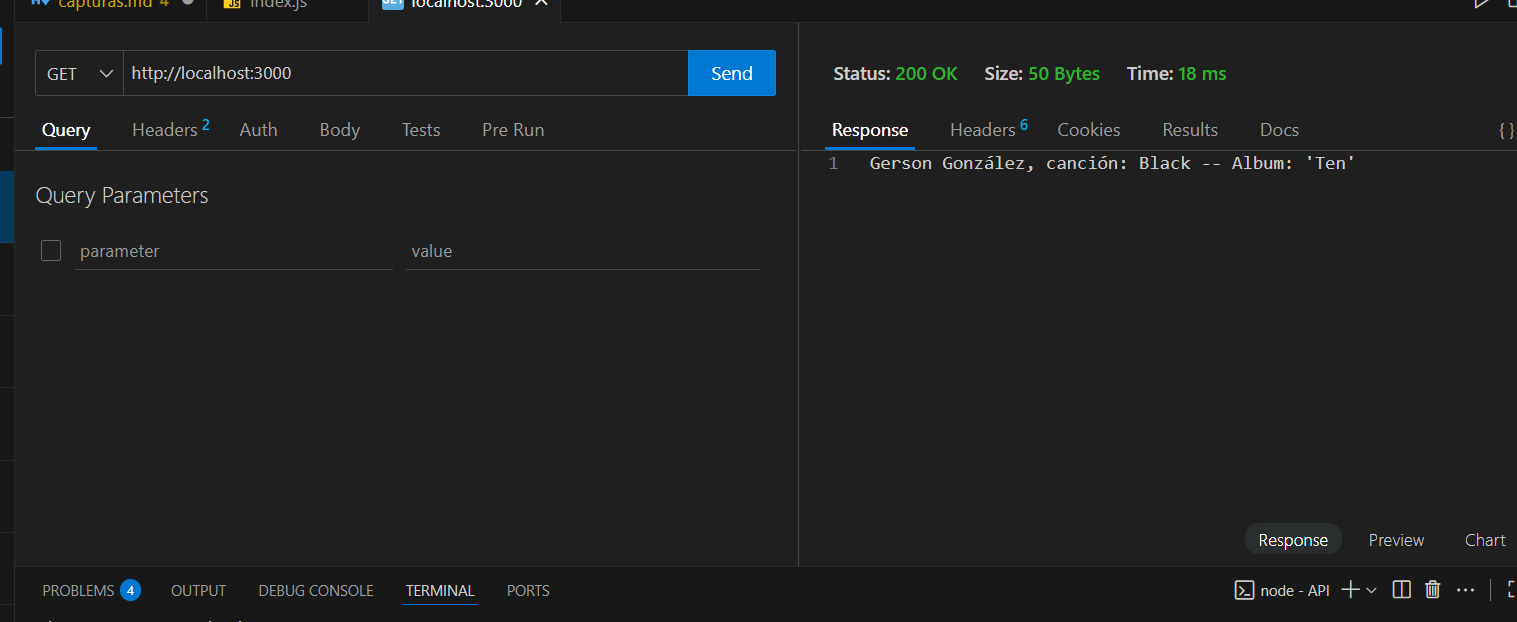 capturas.md 4
index.js
GET localhost:3000
GET
http://localhost:3000
Send
Query
Headers 2
Auth
Body
Tests
Pre Run
Query Parameters
parameter
value
Status: 200 OK
Size: 50 Bytes
Time: 18 ms
Response
Headers 6
Cookies
Results
Docs
{}
1 Gerson González, canción: Black -- Album: 'Ten'
Response
Preview
Chart
PROBLEMS 4
OUTPUT
DEBUG CONSOLE
TERMINAL
PORTS
node - API